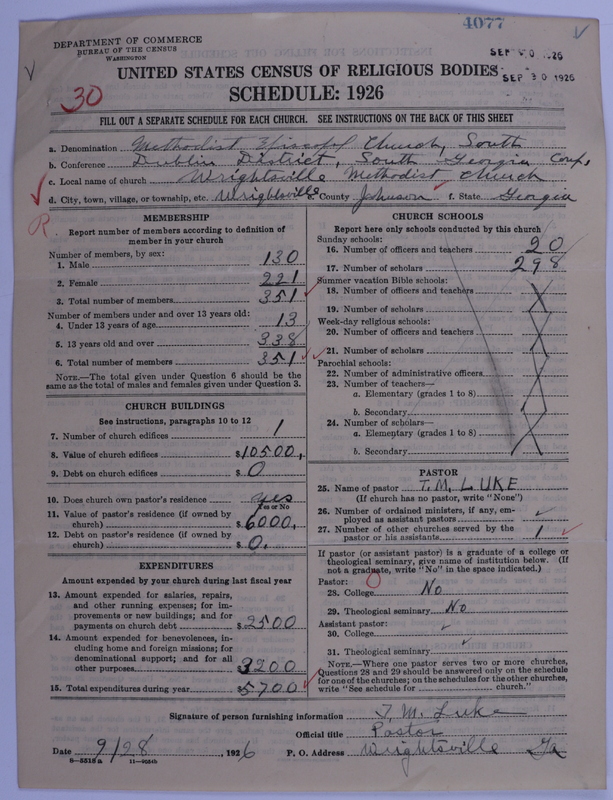 4077
DEPARTMENT OF COMMERCE
BUREAU OF THE CENSUS
WASHINGTON
SEP 30 1926
UNITED STATES CENSUS OF RELIGIOUS BODIES
SCHEDULE: 1926
30
FILL OUT A SEPARATE SCHEDULE FOR EACH CHURCH. SEE INSTRUCTIONS ON THE BACK OF THIS SHEET
a. Denomination Methodist Episcopal Church, South
b. Conference Dublin District, South Georgia Conf,
c. Local name of church Wrightsville Methodist Church
d. City, town, village, or township, etc. Wrightsville e. County Johnson f. State Georgia
R.
MEMBERSHIP
Report number of members according to definition of
member in your church
Number of members, by sex:
1. Male 130
2. Female 221
3. Total number of members 351
Number of members under and over 13 years old:
4. Under 13 years of age 13
5. 13 years old and over 338
6. Total number of members 351
NOTE.—The total given under Question 6 should be the
same as the total of males and females given under Question 3.
CHURCH BUILDINGS
See instructions, paragraphs 10 to 12
7. Number of church edifices 1
8. Value of church edifices $10500.
9. Debt on church edifices $ 0
10. Does church own pastor's residence yes
Yes or No
11. Value of pastor's residence (if owned by
church) $6000.
12. Debt on pastor's residence (if owned by
church) $ 0.
EXPENDITURES
Amount expended by your church during last fiscal year
13. Amount expended for salaries, repairs,
and other running expenses; for im-
provements or new buildings; and for
payments on church debt $2500
14. Amount expended for benevolences, in-
cluding home and foreign missions; for
denominational support; and for all
other purposes 3200
15. Total expenditures during year $5700
CHURCH SCHOOLS
Report here only schools conducted by this church
Sunday schools:
16. Number of officers and teachers 20
17. Number of scholars 298
Summer vacation Bible schools:
18. Number of officers and teachers
19. Number of scholars
Week-day religious schools:
20. Number of officers and teachers
21. Number of scholars
Parochial schools:
22. Number of administrative officers
23. Number of teachers—
a. Elementary (grades 1 to 8)
b. Secondary
24. Number of scholars—
a. Elementary (grades 1 to 8)
b. Secondary
PASTOR
25. Name of pastor T.M. LUKE
(If church has no pastor, write "None")
26. Number of ordained ministers, if any, em-
ployed as assistant pastors
27. Number of other churches served by the
pastor or his assistants 1
If pastor (or assistant pastor) is a graduate of a college or
theological seminary, give name of institution below. (If
not a graduate, write "No" in the space indicated.)
Pastor: 0
28. College No
29. Theological seminary No
Assistant pastor:
30. College
31. Theological seminary
NOTE.—Where one pastor serves two or more churches,
Questions 28 and 29 should be answered only on the schedule
for one of the churches; on the schedules for the other churches,
write "See schedule for church."
Signature of person furnishing information T. M. Luke
Official title Pastor
Date 9/28, 1926 P. O. Address Wrightsville Ga
8-5518a 11-9264b